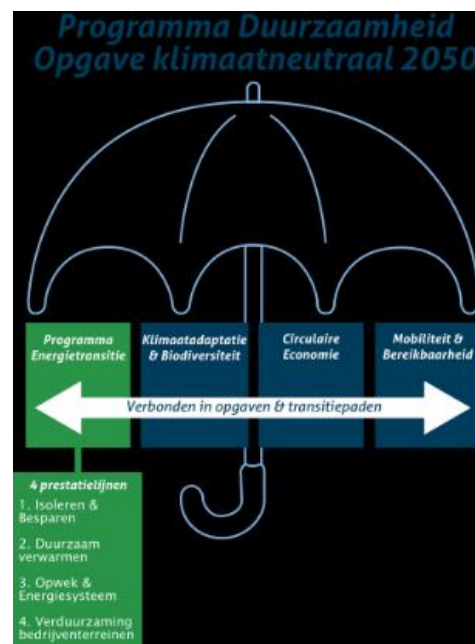 Programma Duurzaamheid
Opgave klimaatneutraal 2050
Programma
Energietransitie
Klimaatadaptatie
& Biodiversiteit
Circulaire
Economie
Mobiliteit &
Bereikbaarheid
Verbonden in opgaven & transitiepaden
4 prestatielijnen
1. Isoleren &
Besparen
2. Duurzaam
verwarmen
3. Opwek &
Energiesysteem
4. Verduurzaming
bedrijventerreinen